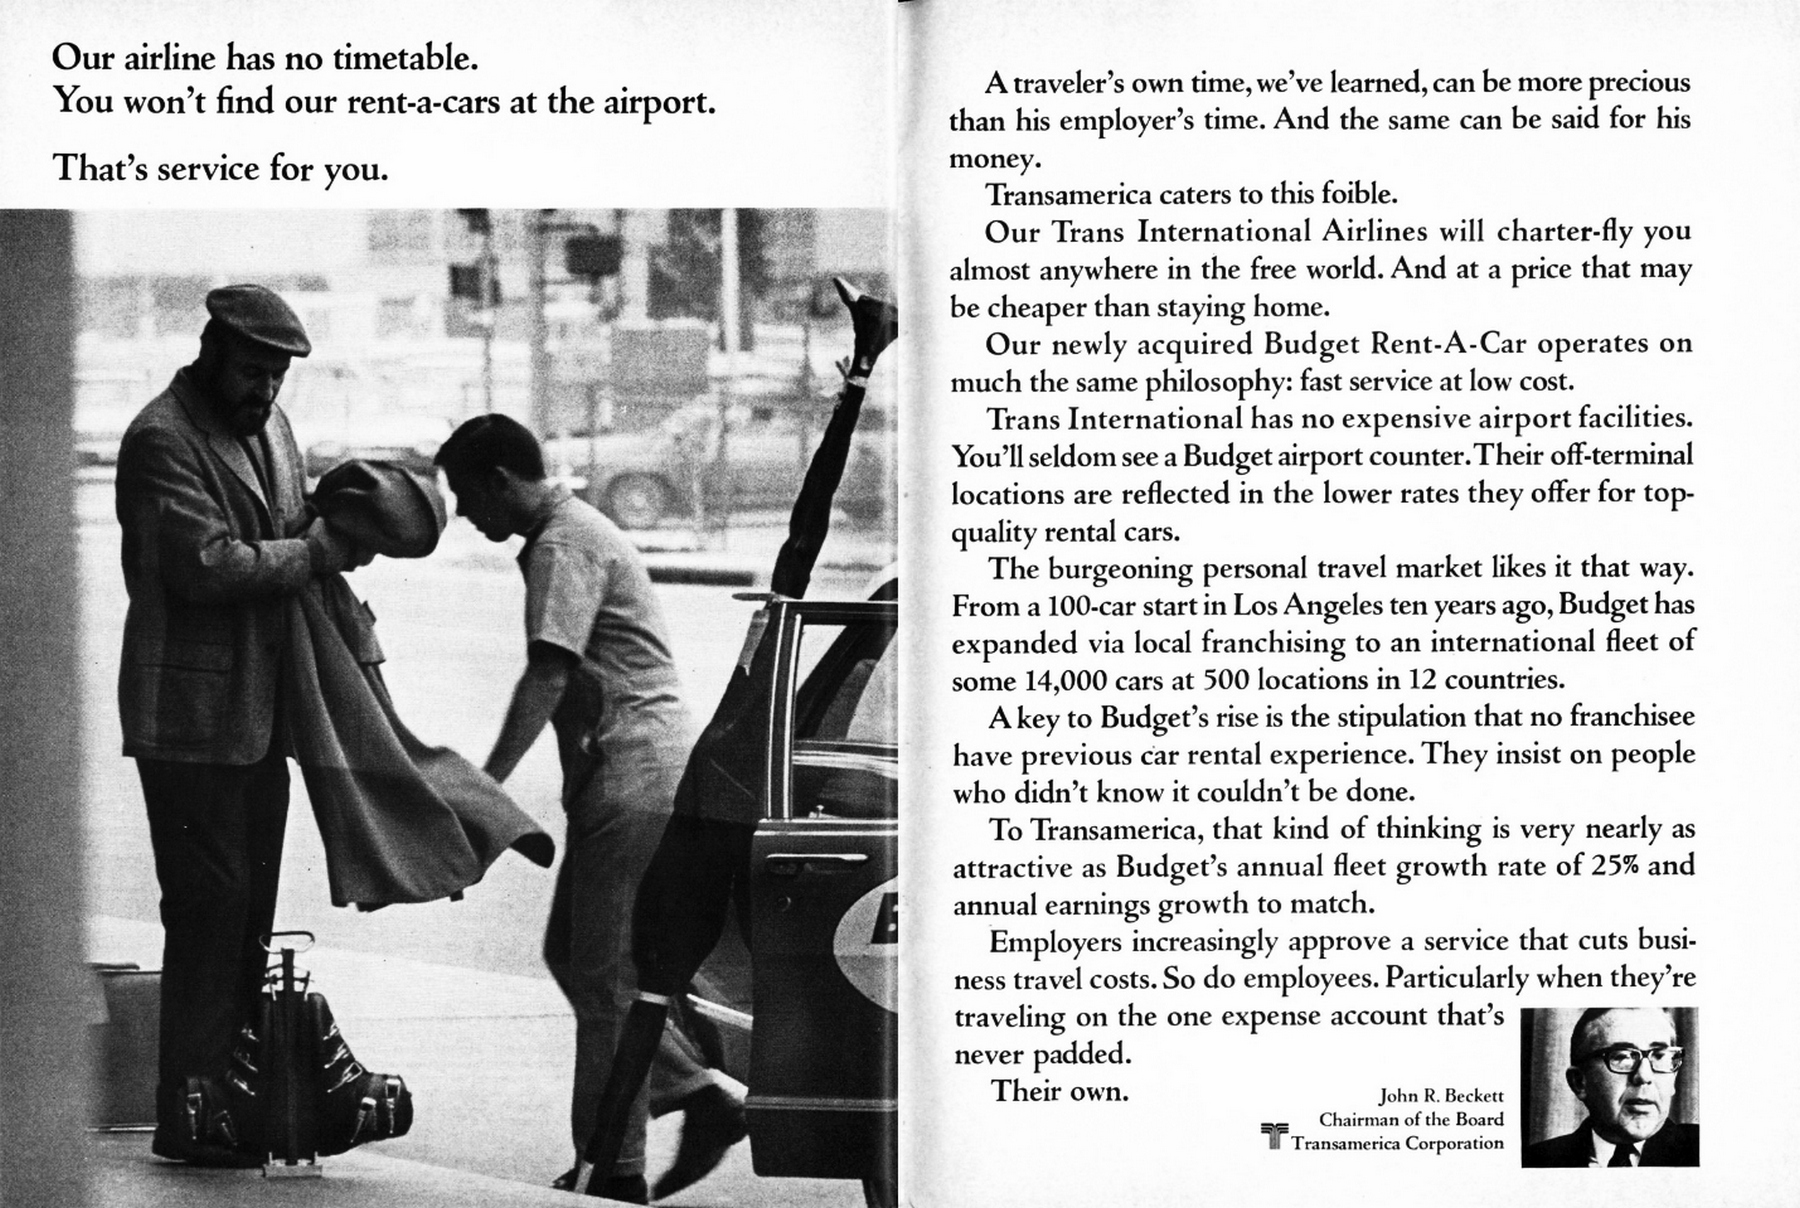 Our airline has no timetable.
You won't find our rent-a-cars at the airport.
That's service for you.
A traveler's own time, we've learned, can be more precious
than his employer's time. And the same can be said for his
money.
Transamerica caters to this foible.
Our Trans International Airlines will charter-fly you
almost anywhere in the free world. And at a price that may
be cheaper than staying home.
Our newly acquired Budget Rent-A-Car operates on
much the same philosophy: fast service at low cost.
Trans International has no expensive airport facilities.
You'll seldom see a Budget airport counter. Their off-terminal
locations are reflected in the lower rates they offer for top-
quality rental cars.
The burgeoning personal travel market likes it that way.
From a 100-car start in Los Angeles ten years ago, Budget has
expanded via local franchising to an international fleet of
some 14,000 cars at 500 locations in 12 countries.
A key to Budget's rise is the stipulation that no franchisee
have previous car rental experience. They insist on people
who didn't know it couldn't be done.
To Transamerica, that kind of thinking is very nearly as
attractive as Budget's annual fleet growth rate of 25% and
annual earnings growth to match.
Employers increasingly approve a service that cuts busi-
ness travel costs. So do employees. Particularly when they're
traveling on the one expense account that's
never padded.
Their own.
John R. Beckett
Chairman of the Board
Transamerica Corporation